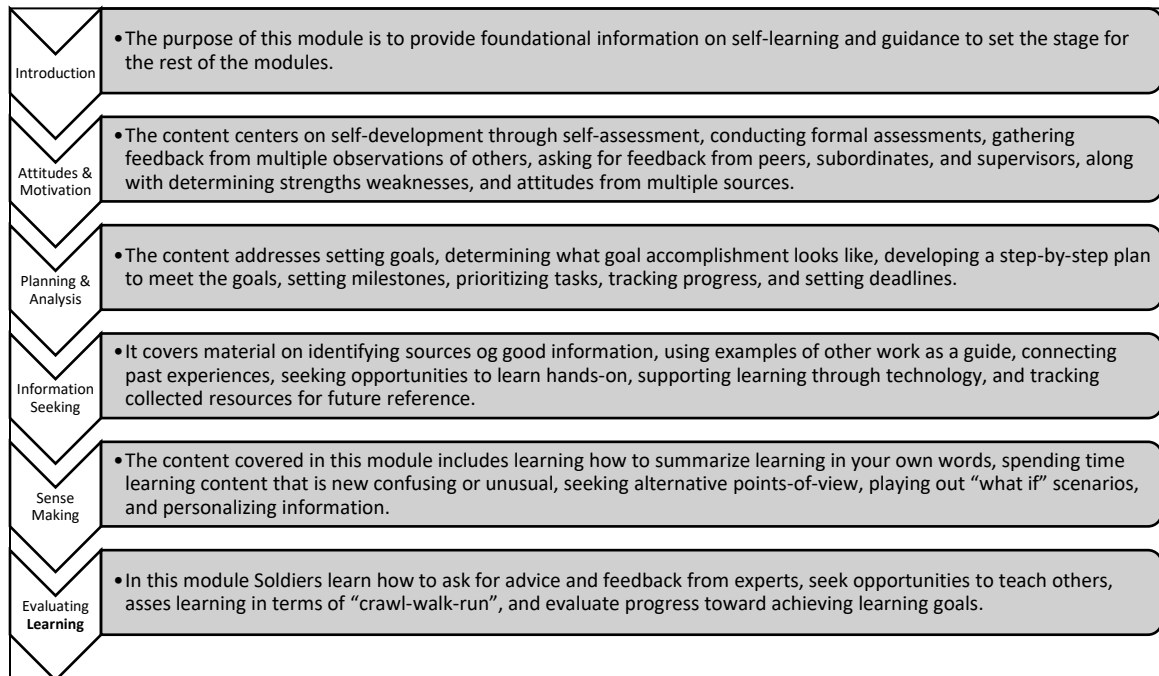 Introduction
• The purpose of this module is to provide foundational information on self-learning and guidance to set the stage for
the rest of the modules.
Attitudes &
Motivation
• The content centers on self-development through self-assessment, conducting formal assessments, gathering
feedback from multiple observations of others, asking for feedback from peers, subordinates, and supervisors, along
with determining strengths weaknesses, and attitudes from multiple sources.
Planning &
Analysis
• The content addresses setting goals, determining what goal accomplishment looks like, developing a step-by-step plan
to meet the goals, setting milestones, prioritizing tasks, tracking progress, and setting deadlines.
Information
Seeking
• It covers material on identifying sources og good information, using examples of other work as a guide, connecting
past experiences, seeking opportunities to learn hands-on, supporting learning through technology, and tracking
collected resources for future reference.
Sense
Making
• The content covered in this module includes learning how to summarize learning in your own words, spending time
learning content that is new confusing or unusual, seeking alternative points-of-view, playing out “what if” scenarios,
and personalizing information.
Evaluating
Learning
• In this module Soldiers learn how to ask for advice and feedback from experts, seek opportunities to teach others,
asses learning in terms of “crawl-walk-run”, and evaluate progress toward achieving learning goals.